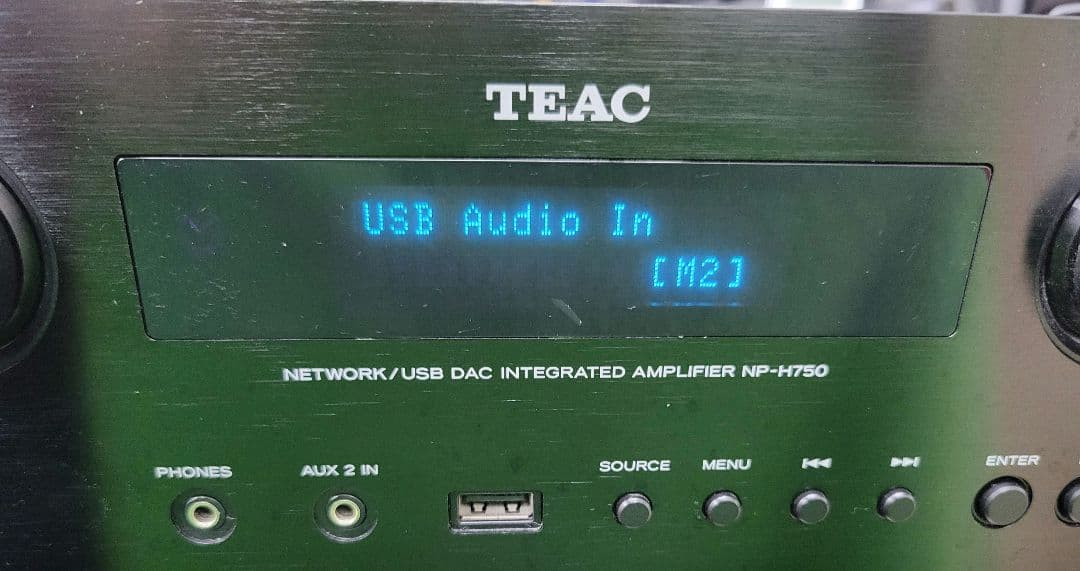 TEAC
USB Audio In
[M2]
NETWORK/USB DAC INTEGRATED AMPLIFIER NP-H750
PHONES
AUX 2 IN
SOURCE
MENU
ENTER